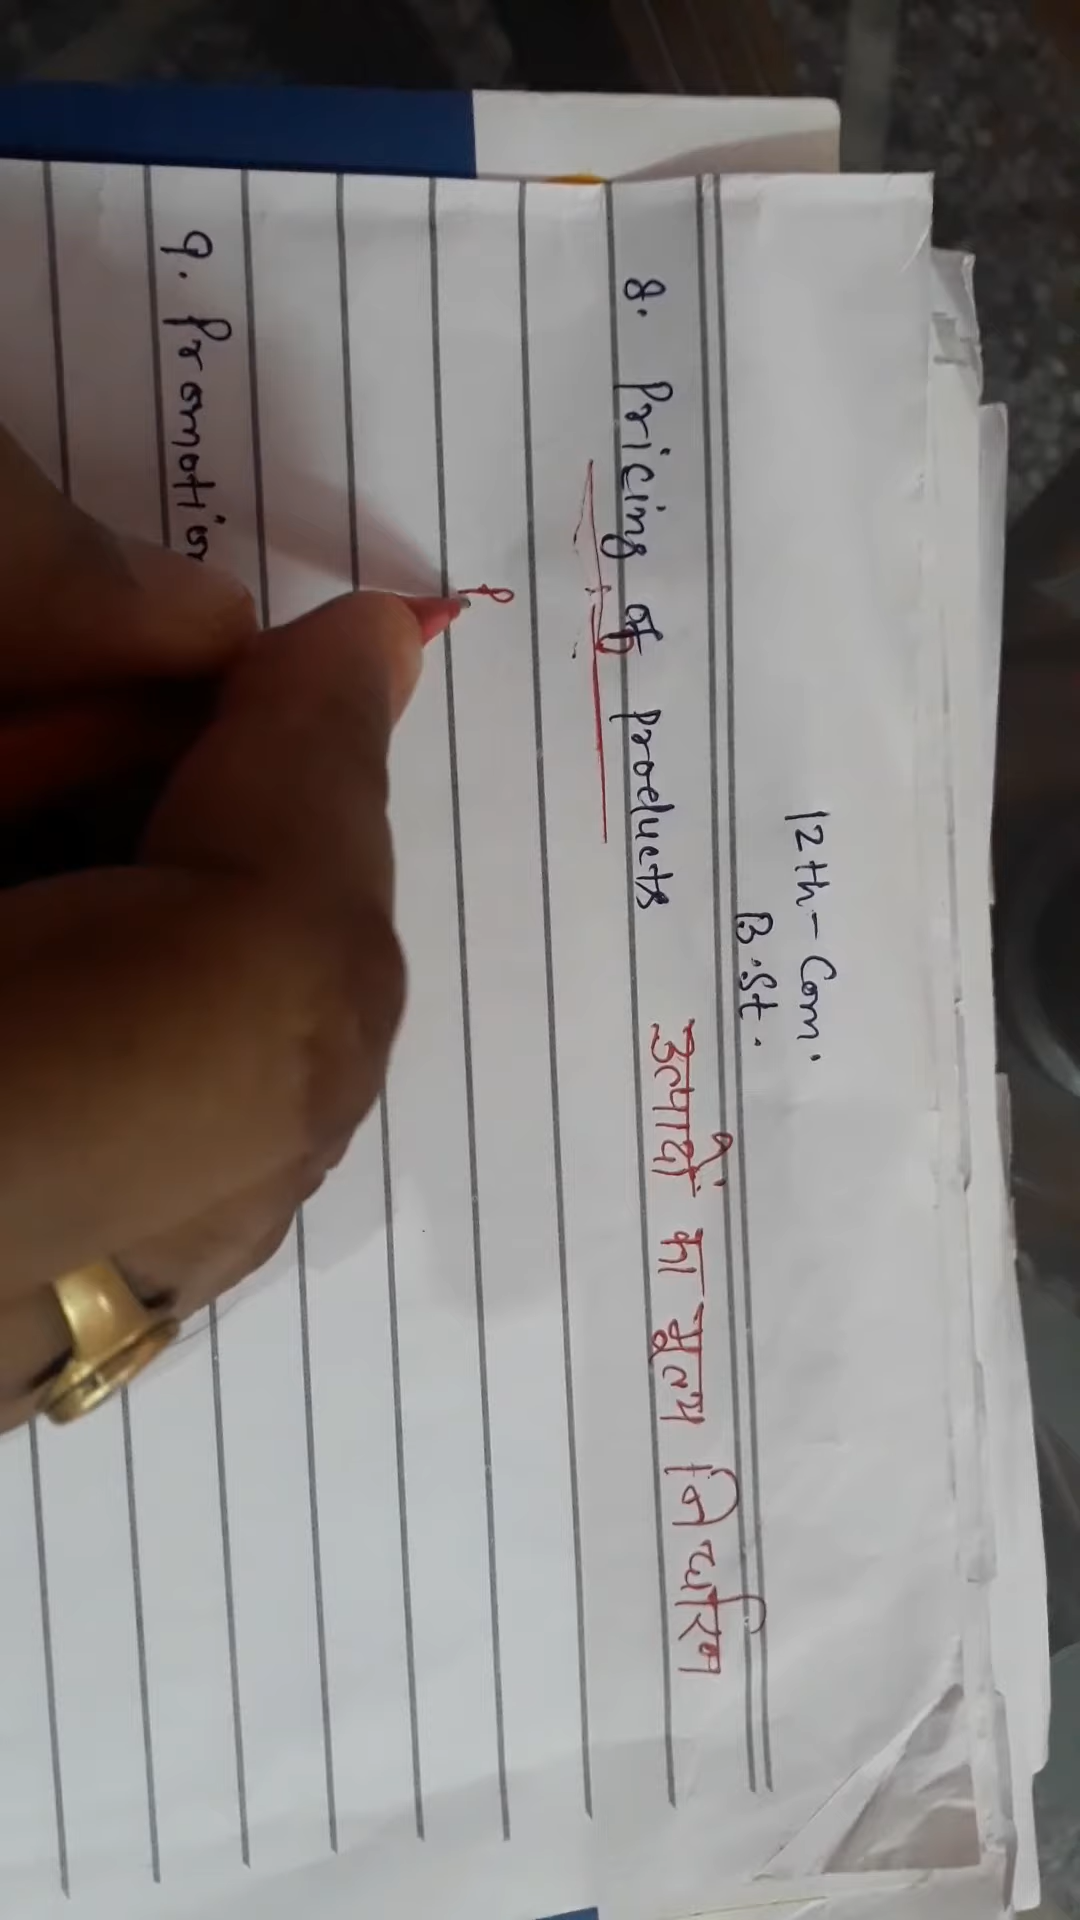 12th - Com.
B.St.
8. Pricing of products उत्पादों का मूल्य निर्धारण
P
9. Promotion